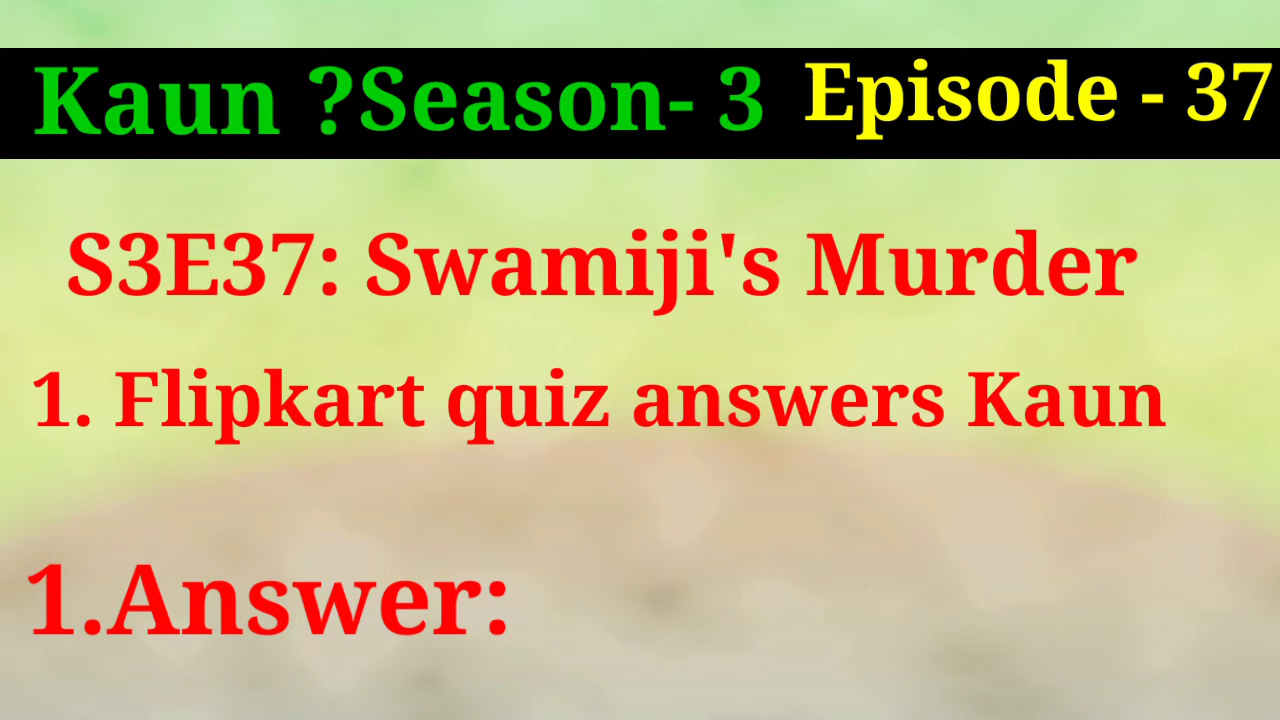 Kaun ?Season- 3 Episode - 37
S3E37: Swamiji's Murder
1. Flipkart quiz answers Kaun
1.Answer: